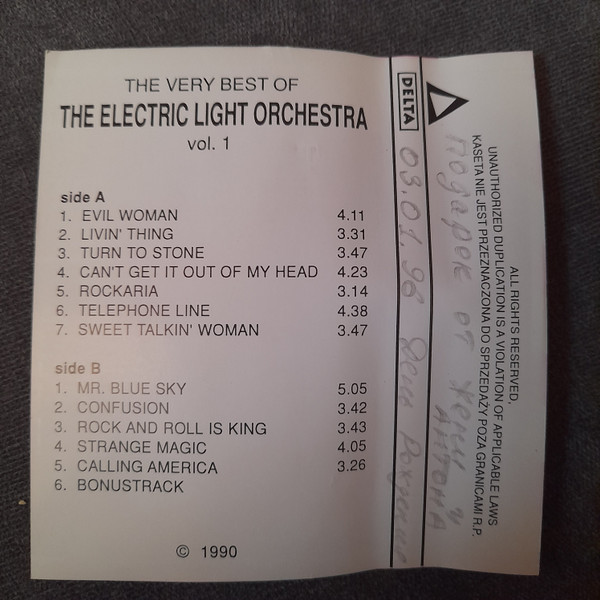 THE VERY BEST OF
THE ELECTRIC LIGHT ORCHESTRA
vol. 1
side A
1. EVIL WOMAN 4.11
2. LIVIN' THING 3.31
3. TURN TO STONE 3.47
4. CAN'T GET IT OUT OF MY HEAD 4.23
5. ROCKARIA 3.14
6. TELEPHONE LINE 4.38
7. SWEET TALKIN' WOMAN 3.47
side B
1. MR. BLUE SKY 5.05
2. CONFUSION 3.42
3. ROCK AND ROLL IS KING 3.43
4. STRANGE MAGIC 4.05
5. CALLING AMERICA 3.26
6. BONUSTRACK
© 1990
DELTA
03.01.96 День Рождения
Подарок от Жени и
Антона
ALL RIGHTS RESERVED,
UNAUTHORIZED DUPLICATION IS A VIOLATION OF APPLICABLE LAWS
KASETA NIE JEST PRZEZNACZONA DO SPRZEDAŻY POZA GRANICAMI R.P.